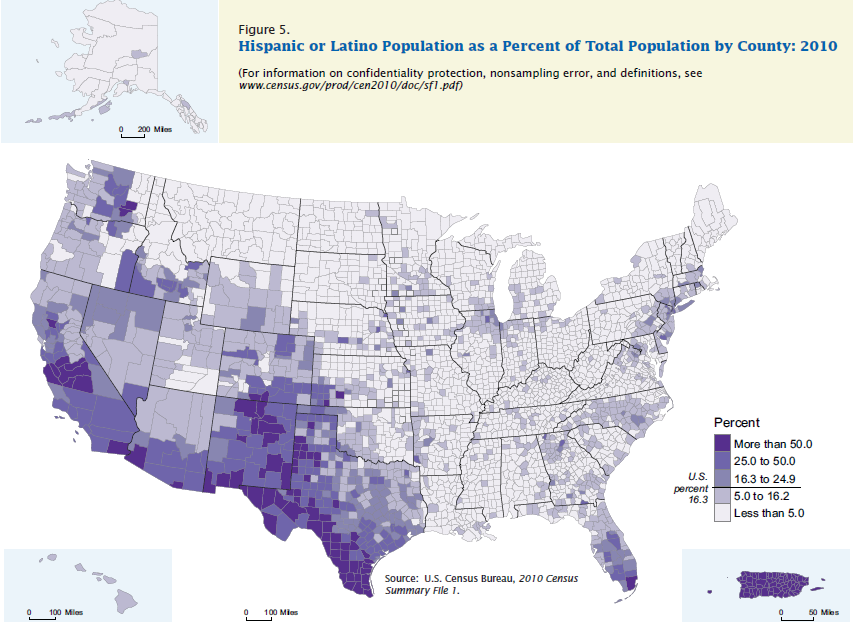 Figure 5.
Hispanic or Latino Population as a Percent of Total Population by County: 2010
(For information on confidentiality protection, nonsampling error, and definitions, see
www.census.gov/prod/cen2010/doc/sf1.pdf)
0 200 Miles
Percent
More than 50.0
25.0 to 50.0
16.3 to 24.9
U.S.
percent
16.3
5.0 to 16.2
Less than 5.0
Source: U.S. Census Bureau, 2010 Census
Summary File 1.
0 100 Miles
0 100 Miles
0 50 Miles